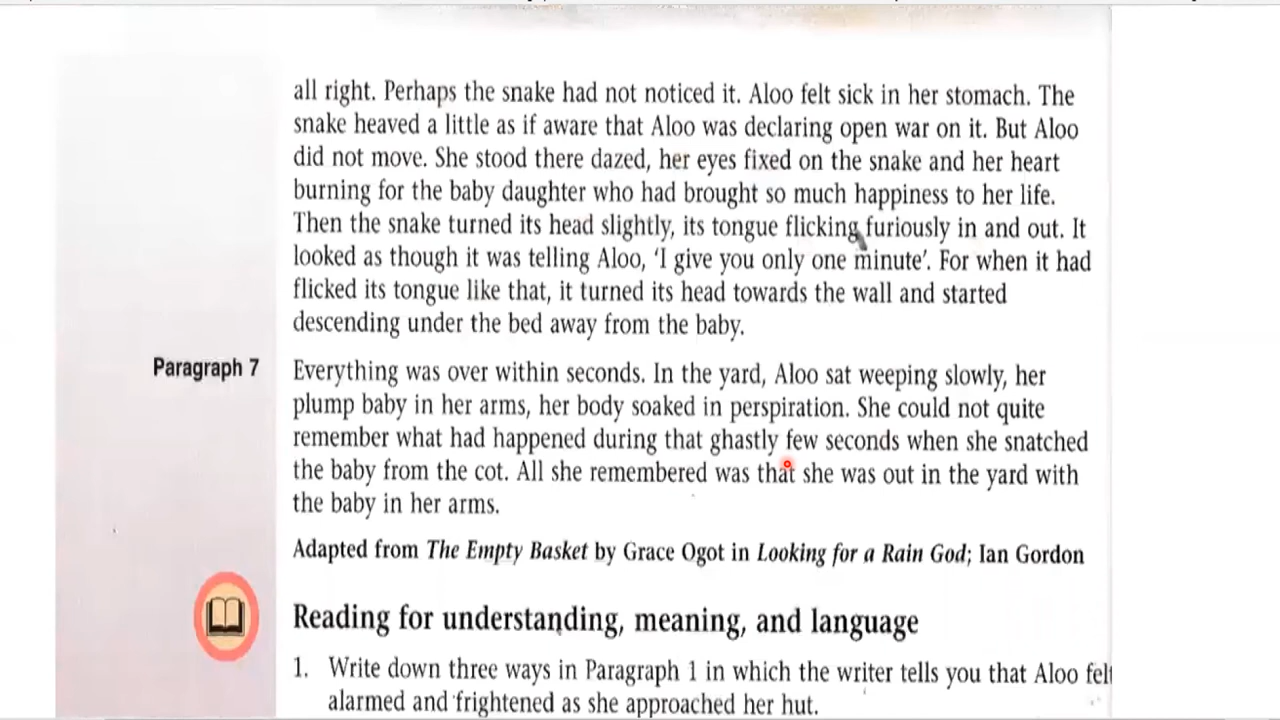 all right. Perhaps the snake had not noticed it. Aloo felt sick in her stomach. The
snake heaved a little as if aware that Aloo was declaring open war on it. But Aloo
did not move. She stood there dazed, her eyes fixed on the snake and her heart
burning for the baby daughter who had brought so much happiness to her life.
Then the snake turned its head slightly, its tongue flicking furiously in and out. It
looked as though it was telling Aloo, ‘I give you only one minute’. For when it had
flicked its tongue like that, it turned its head towards the wall and started
descending under the bed away from the baby.
Paragraph 7
Everything was over within seconds. In the yard, Aloo sat weeping slowly, her
plump baby in her arms, her body soaked in perspiration. She could not quite
remember what had happened during that ghastly few seconds when she snatched
the baby from the cot. All she remembered was that she was out in the yard with
the baby in her arms.
Adapted from The Empty Basket by Grace Ogot in Looking for a Rain God; Ian Gordon
Reading for understanding, meaning, and language
1. Write down three ways in Paragraph 1 in which the writer tells you that Aloo felt
alarmed and frightened as she approached her hut.